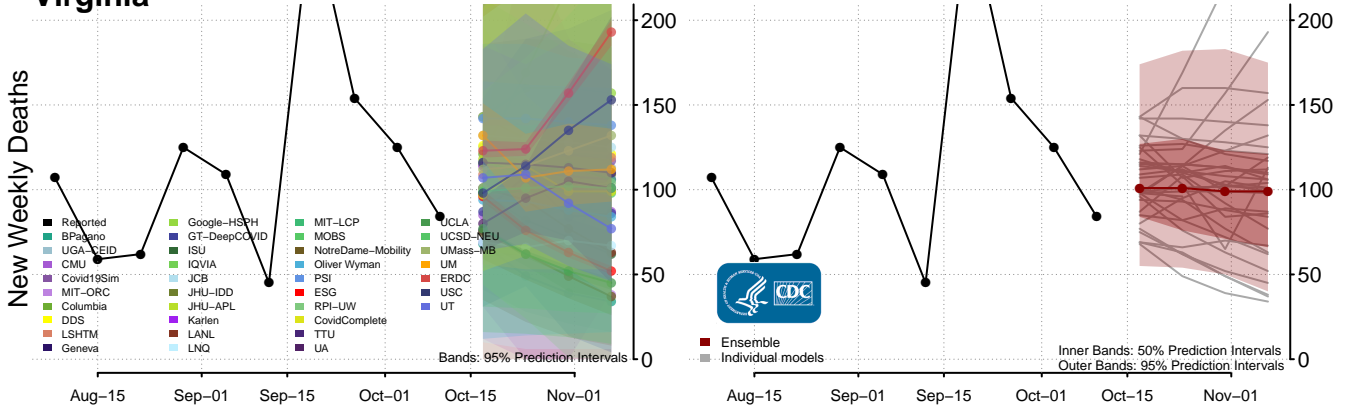 Virginia
New Weekly Deaths
200
150
100
50
0
Reported
BPagano
UGA−CEID
CMU
Covid19Sim
MIT−ORC
Columbia
DDS
LSHTM
Geneva
Google−HSPH
GT−DeepCOVID
ISU
IQVIA
JCB
JHU−IDD
JHU−APL
Karlen
LANL
LNQ
MIT−LCP
MOBS
NotreDame−Mobility
Oliver Wyman
PSI
ESG
RPI−UW
CovidComplete
TTU
UA
UCLA
UCSD−NEU
UMass−MB
UM
ERDC
USC
UT
Bands: 95% Prediction Intervals
Aug−15 Sep−01 Sep−15 Oct−01 Oct−15 Nov−01
200
150
100
50
0
CDC
Ensemble
Individual models
Inner Bands: 50% Prediction Intervals
Outer Bands: 95% Prediction Intervals
Aug−15 Sep−01 Sep−15 Oct−01 Oct−15 Nov−01